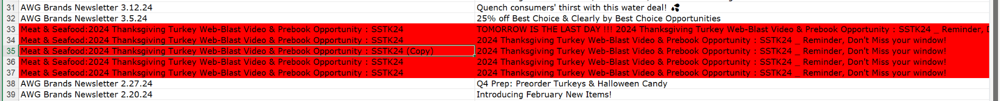 31 AWG Brands Newsletter 3.12.24 Quench consumers' thirst with this water deal! 💦
32 AWG Brands Newsletter 3.5.24 25% off Best Choice & Clearly by Best Choice Opportunities
33 Meat & Seafood:2024 Thanksgiving Turkey Web-Blast Video & Prebook Opportunity : SSTK24 TOMORROW IS THE LAST DAY !!! 2024 Thanksgiving Turkey Web-Blast Video & Prebook Opportunity : SSTK24 _ Reminder,
34 Meat & Seafood:2024 Thanksgiving Turkey Web-Blast Video & Prebook Opportunity : SSTK24 2024 Thanksgiving Turkey Web-Blast Video & Prebook Opportunity : SSTK24 _ Reminder, Don't Miss your window!
35 Meat & Seafood:2024 Thanksgiving Turkey Web-Blast Video & Prebook Opportunity : SSTK24 (Copy) 2024 Thanksgiving Turkey Web-Blast Video & Prebook Opportunity : SSTK24 _ Reminder, Don't Miss your window!
36 Meat & Seafood:2024 Thanksgiving Turkey Web-Blast Video & Prebook Opportunity : SSTK24 2024 Thanksgiving Turkey Web-Blast Video & Prebook Opportunity : SSTK24 _ Reminder, Don't Miss your window!
37 Meat & Seafood:2024 Thanksgiving Turkey Web-Blast Video & Prebook Opportunity : SSTK24 2024 Thanksgiving Turkey Web-Blast Video & Prebook Opportunity : SSTK24 _ Reminder, Don't Miss your window!
38 AWG Brands Newsletter 2.27.24 Q4 Prep: Preorder Turkeys & Halloween Candy
39 AWG Brands Newsletter 2.20.24 Introducing February New Items!